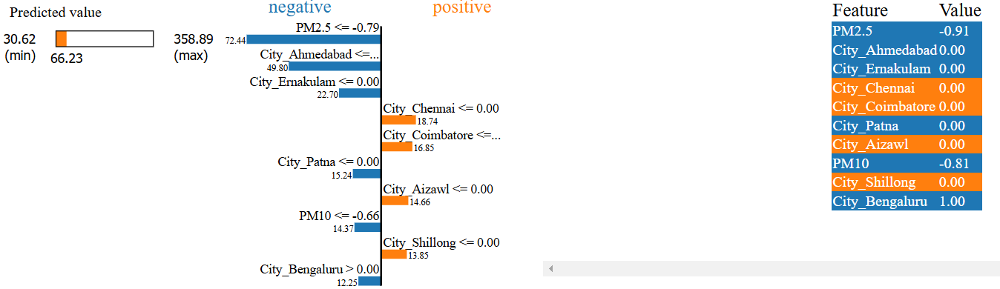 Predicted value
30.62
(min)
66.23
358.89
(max)
negative
positive
PM2.5 <= -0.79
72.44
City_Ahmedabad <=...
49.80
City_Ernakulam <= 0.00
22.70
City_Chennai <= 0.00
18.74
City_Coimbatore <=...
16.85
City_Patna <= 0.00
15.24
City_Aizawl <= 0.00
14.66
PM10 <= -0.66
14.37
City_Shillong <= 0.00
13.85
City_Bengaluru > 0.00
12.25
Feature Value
PM2.5 -0.91
City_Ahmedabad 0.00
City_Ernakulam 0.00
City_Chennai 0.00
City_Coimbatore 0.00
City_Patna 0.00
City_Aizawl 0.00
PM10 -0.81
City_Shillong 0.00
City_Bengaluru 1.00